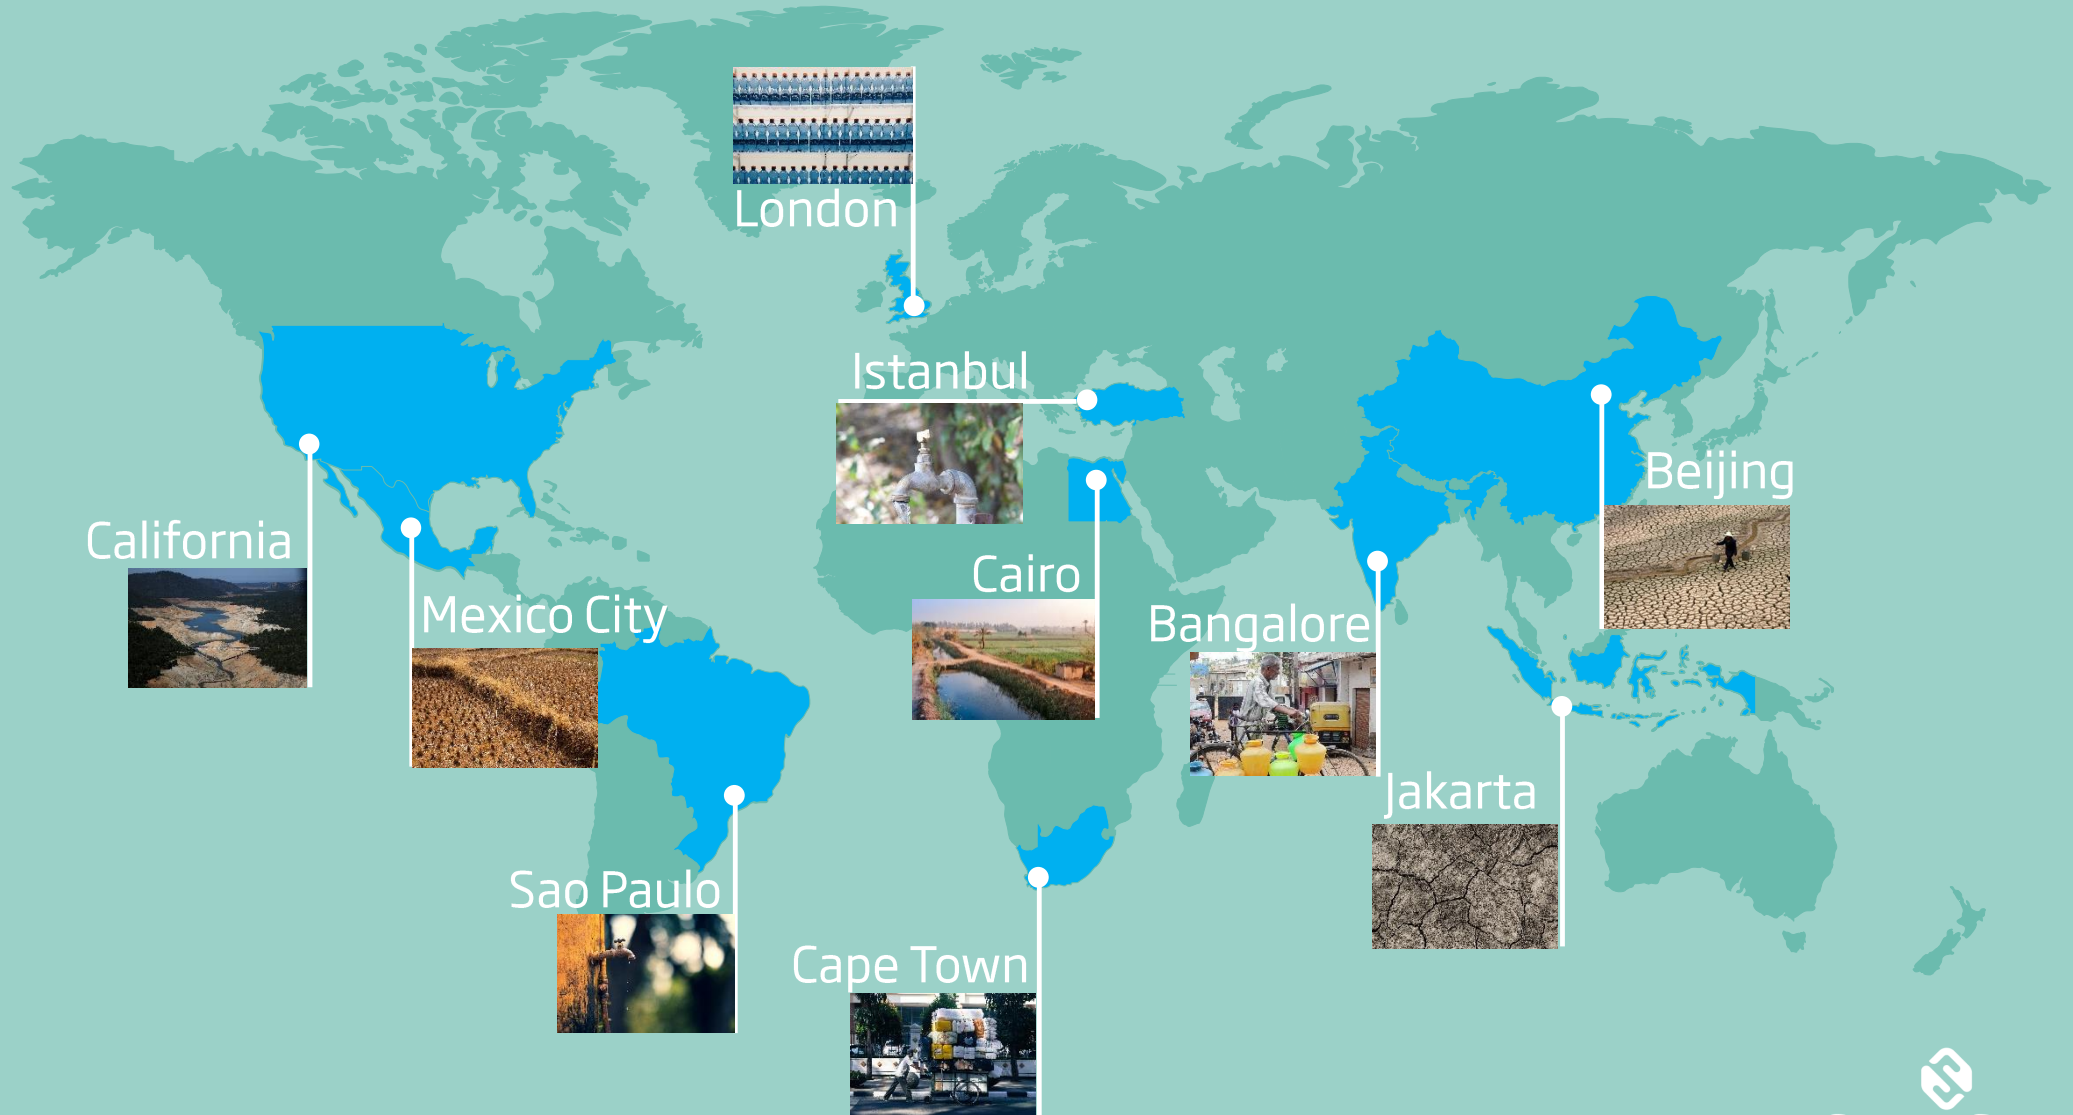 London
Istanbul
Beijing
California
Cairo
Mexico City
Bangalore
Jakarta
Sao Paulo
Cape Town